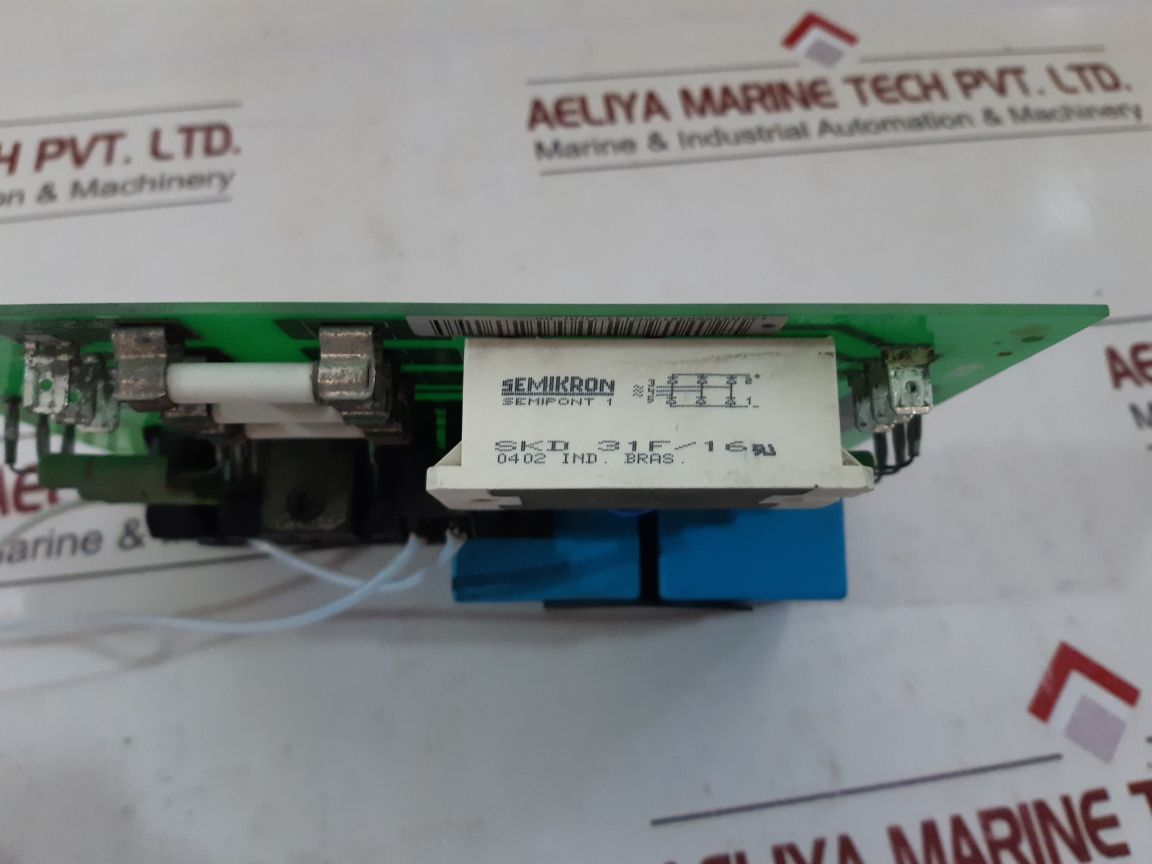 AELIYA MARINE TECH PVT. LTD.
Marine & Industrial Automation & Machinery
H PVT. LTD.
on & Machinery
SEMIKRON
SEMIPONT 1
SKD 31F/16
0402 IND. BRAS.
arine &
AELIYA MARINE T